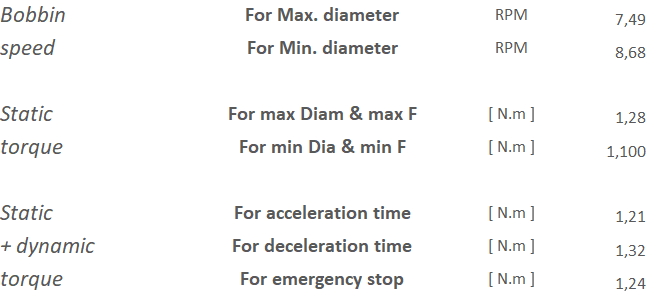 Bobbin For Max. diameter RPM 7,49
speed For Min. diameter RPM 8,68
Static For max Diam & max F [ N.m ] 1,28
torque For min Dia & min F [ N.m ] 1,100
Static For acceleration time [ N.m ] 1,21
+ dynamic For deceleration time [ N.m ] 1,32
torque For emergency stop [ N.m ] 1,24